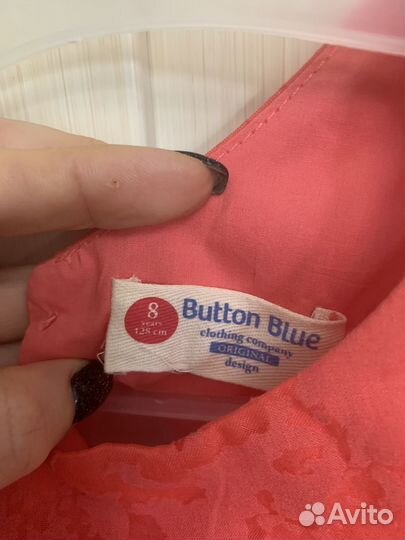 8
years
128 cm
Button Blue
clothing company
ORIGINAL
design
Avito